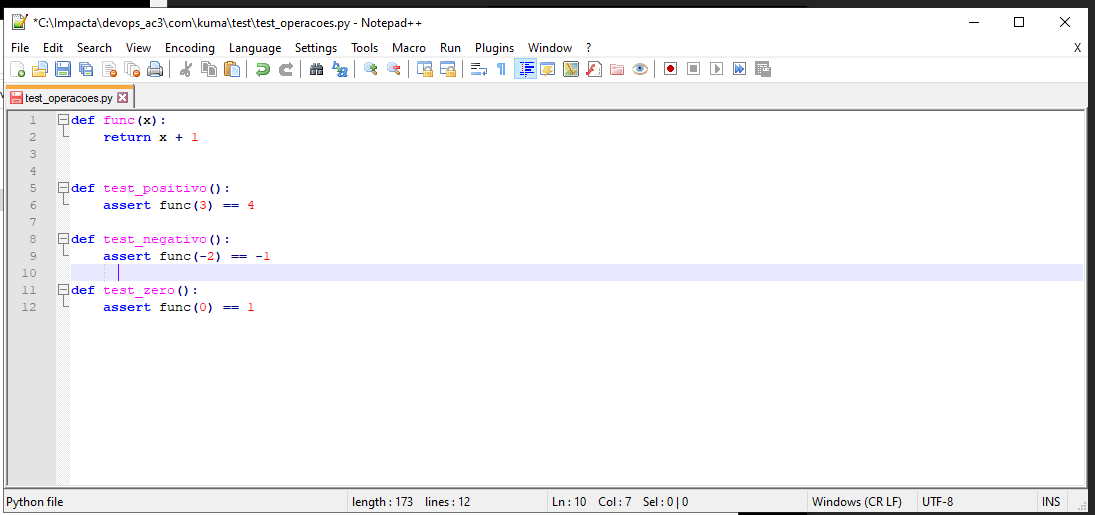 *C:\Impacta\devops_ac3\com\kuma\test\test_operacoes.py - Notepad++
File Edit Search View Encoding Language Settings Tools Macro Run Plugins Window ? X
test_operacoes.py
1 def func(x):
2     return x + 1
3
4
5 def test_positivo():
6     assert func(3) == 4
7
8 def test_negativo():
9     assert func(-2) == -1
10
11 def test_zero():
12     assert func(0) == 1
Python file length : 173 lines : 12 Ln : 10 Col : 7 Sel : 0 | 0 Windows (CR LF) UTF-8 INS